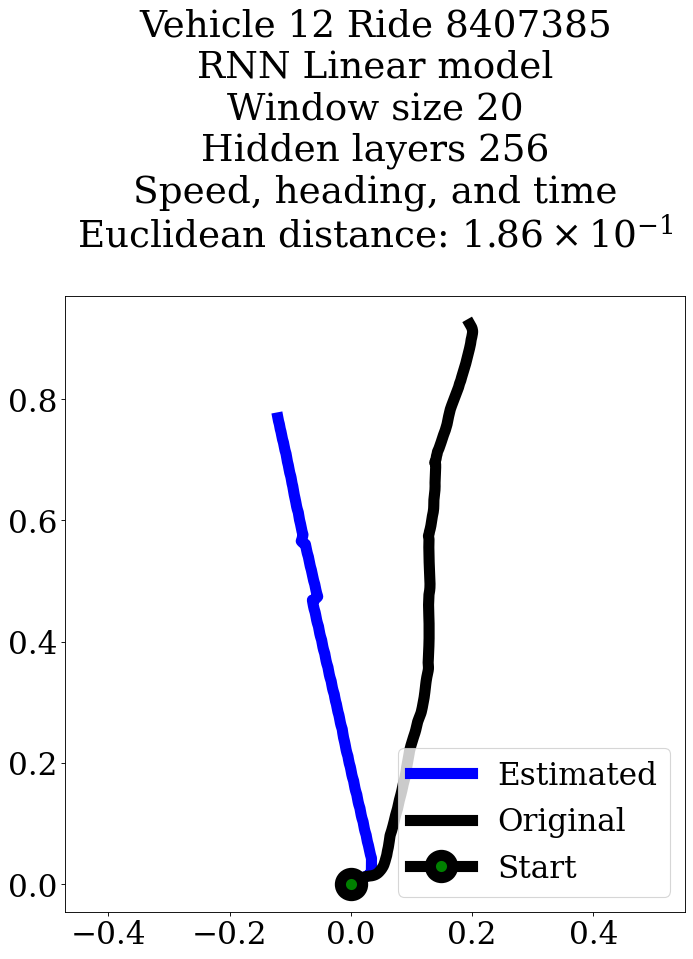 Vehicle 12 Ride 8407385
RNN Linear model
Window size 20
Hidden layers 256
Speed, heading, and time
Euclidean distance: 1.86 × 10⁻¹
0.8
0.6
0.4
0.2
0.0
Estimated
Original
Start
−0.4 −0.2 0.0 0.2 0.4